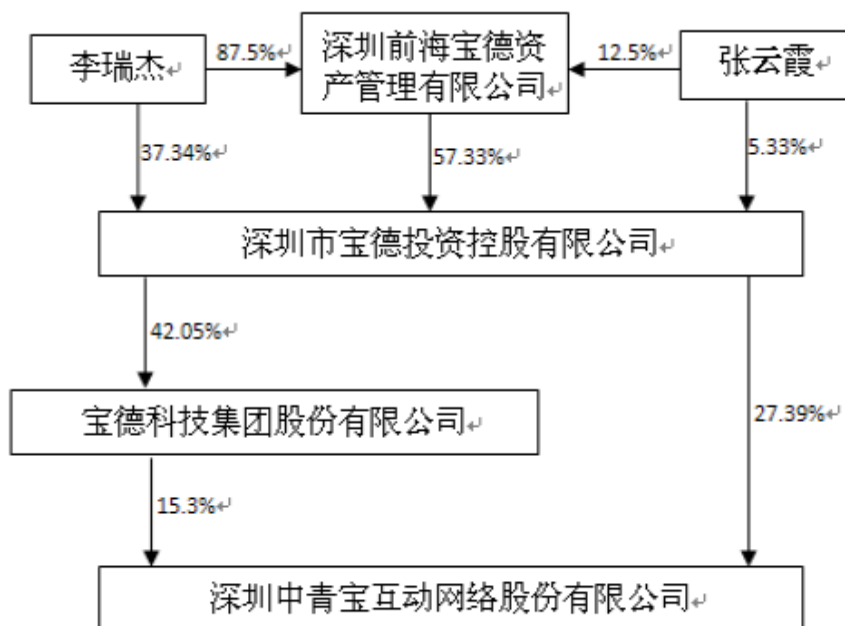 李瑞杰↵
87.5%↵
深圳前海宝德资
产管理有限公司↵
12.5%↵
张云霞↵
37.34%↵
57.33%↵
5.33%↵
深圳市宝德投资控股有限公司↵
42.05%↵
宝德科技集团股份有限公司↵
27.39%↵
15.3%↵
深圳中青宝互动网络股份有限公司↵